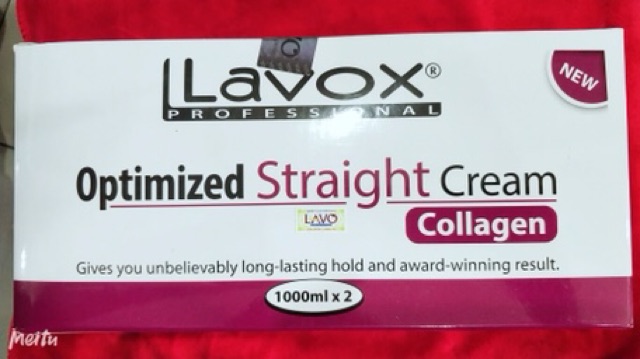 Lavox®
PROFESSIONAL
NEW
Optimized Straight Cream
LAVO
Collagen
Gives you unbelievably long-lasting hold and award-winning result.
1000ml x 2
meitu